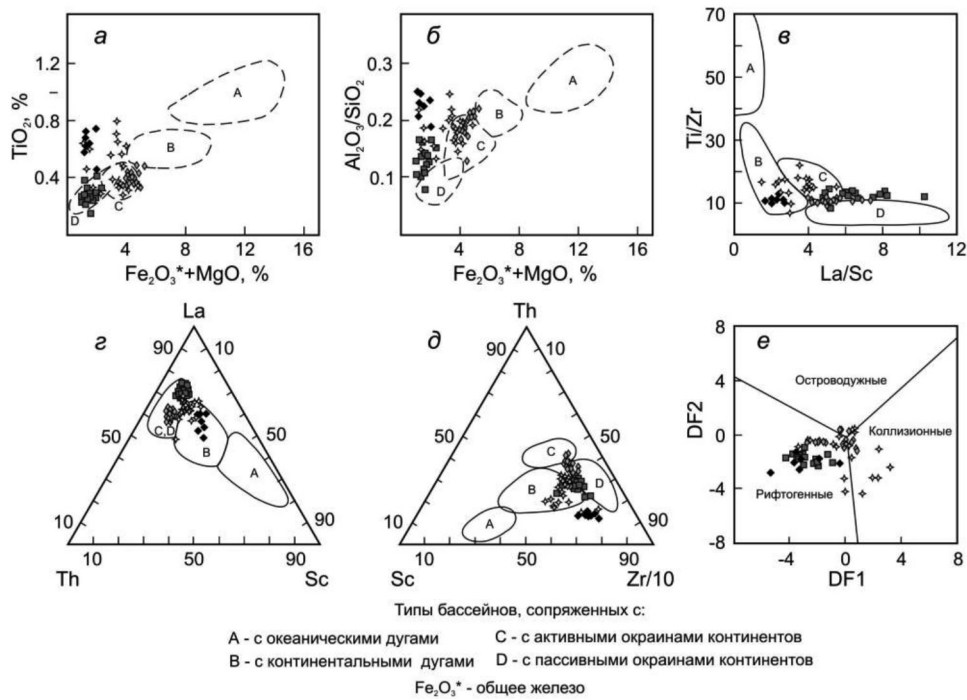 а
TiO2, %
1.2
0.8
0.4
A
B
C
D
0 4 8 12 16
Fe2O3*+MgO, %
б
Al2O3/SiO2
0.3
0.2
0.1
A
B
C
D
0 4 8 12 16
Fe2O3*+MgO, %
в
Ti/Zr
70
50
30
10
A
B
C
D
0 4 8 12
La/Sc
г
La
90 10
50 50
C,D
B
A
10 90
10 50 90
Th Sc
д
Th
90 10
50 50
C
B
D
A
10 90
10 50 90
Sc Zr/10
е
DF2
8
4
0
-4
-8
Островодужные
Коллизионные
Рифтогенные
-4 0 4 8
DF1
Типы бассейнов, сопряженных с:
A - с океаническими дугами C - с активными окраинами континентов
B - с континентальными дугами D - с пассивными окраинами континентов
Fe2O3* - общее железо